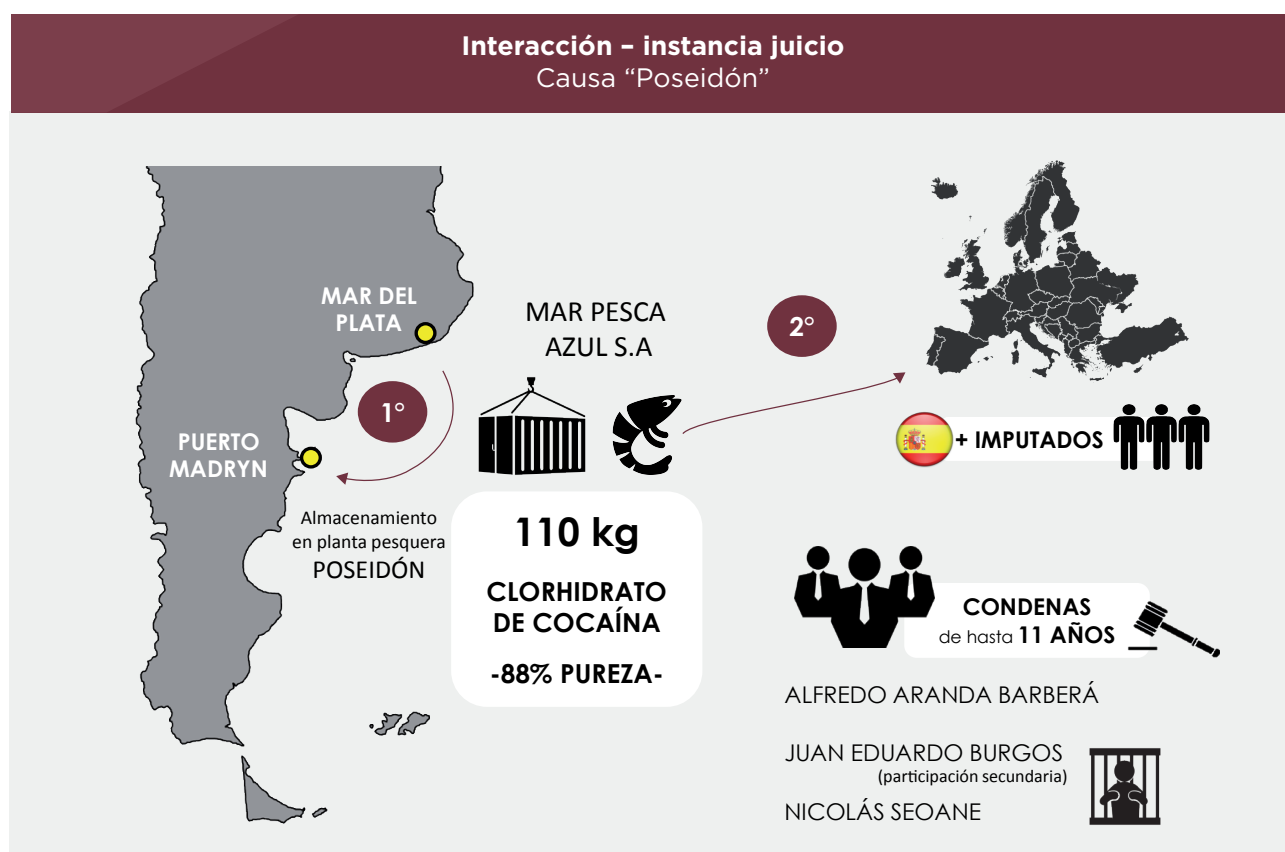 Interacción – instancia juicio
Causa “Poseidón”
MAR DEL
PLATA
1°
PUERTO
MADRYN
Almacenamiento
en planta pesquera
POSEIDÓN
MAR PESCA
AZUL S.A
2°
110 kg
CLORHIDRATO
DE COCAÍNA
-88% PUREZA-
+ IMPUTADOS
CONDENAS
de hasta 11 AÑOS
ALFREDO ARANDA BARBERÁ
JUAN EDUARDO BURGOS
(participación secundaria)
NICOLÁS SEOANE